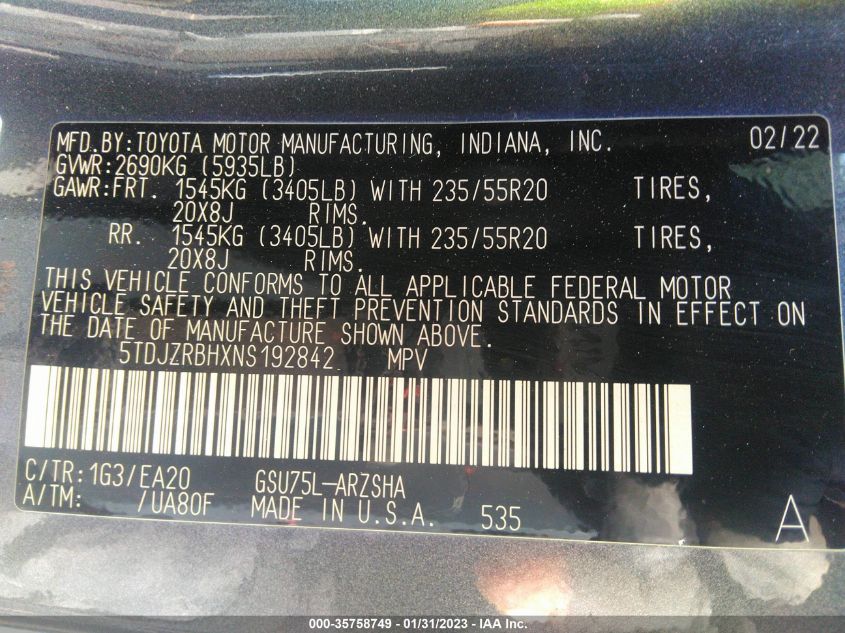 MFD.BY:TOYOTA MOTOR MANUFACTURING, INDIANA, INC. 02/22
GVWR:2690KG (5935LB)
GAWR:FRT. 1545KG (3405LB) WITH 235/55R20 TIRES,
20X8J RIMS.
RR. 1545KG (3405LB) WITH 235/55R20 TIRES,
20X8J RIMS.
THIS VEHICLE CONFORMS TO ALL APPLICABLE FEDERAL MOTOR
VEHICLE SAFETY AND THEFT PREVENTION STANDARDS IN EFFECT ON
THE DATE OF MANUFACTURE SHOWN ABOVE.
5TDJZRBHXNS192842 MPV
C/TR:1G3/EA20 GSU75L-ARZSHA
A/TM: /UA80F MADE IN U.S.A. 535 A
000-35758749 - 01/31/2023 - IAA Inc.